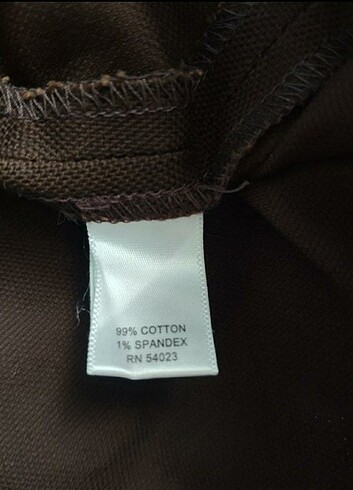 99% COTTON
1% SPANDEX
RN 54023